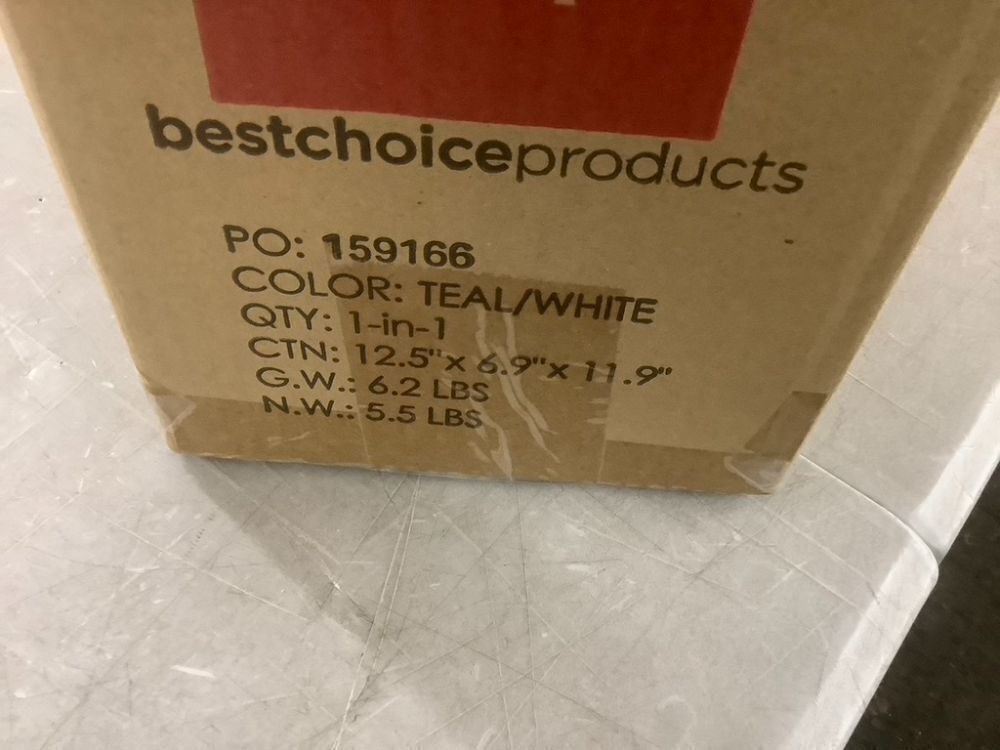 bestchoiceproducts
PO: 159166
COLOR: TEAL/WHITE
QTY: 1-in-1
CTN: 12.5"x 6.9"x 11.9"
G.W.: 6.2 LBS
N.W.: 5.5 LBS